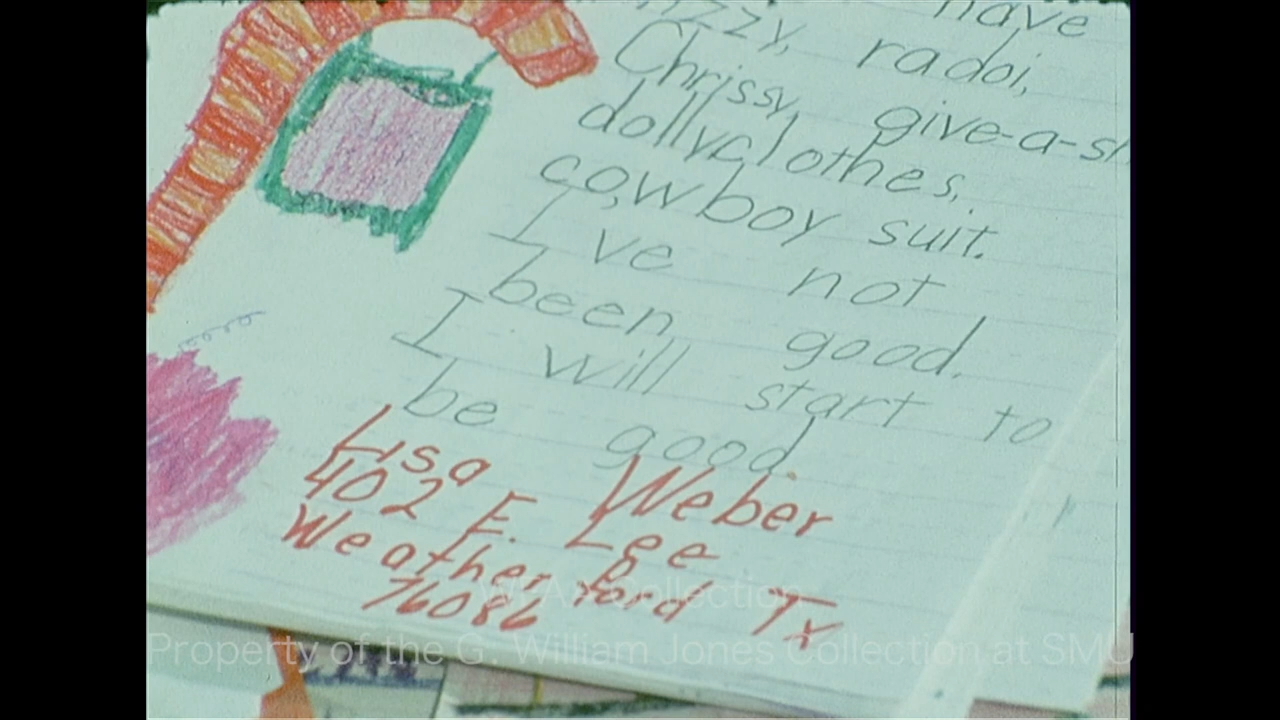 have
radoi,
Chrissy, give-a-s
dollyclothes,
cowboy suit.
I've not
been good.
I will start to
be good.
Lisa Weber
402 E. Lee
Weatherford Tx
76086
WFAA Collection
Property of the G. William Jones Collection at SMU